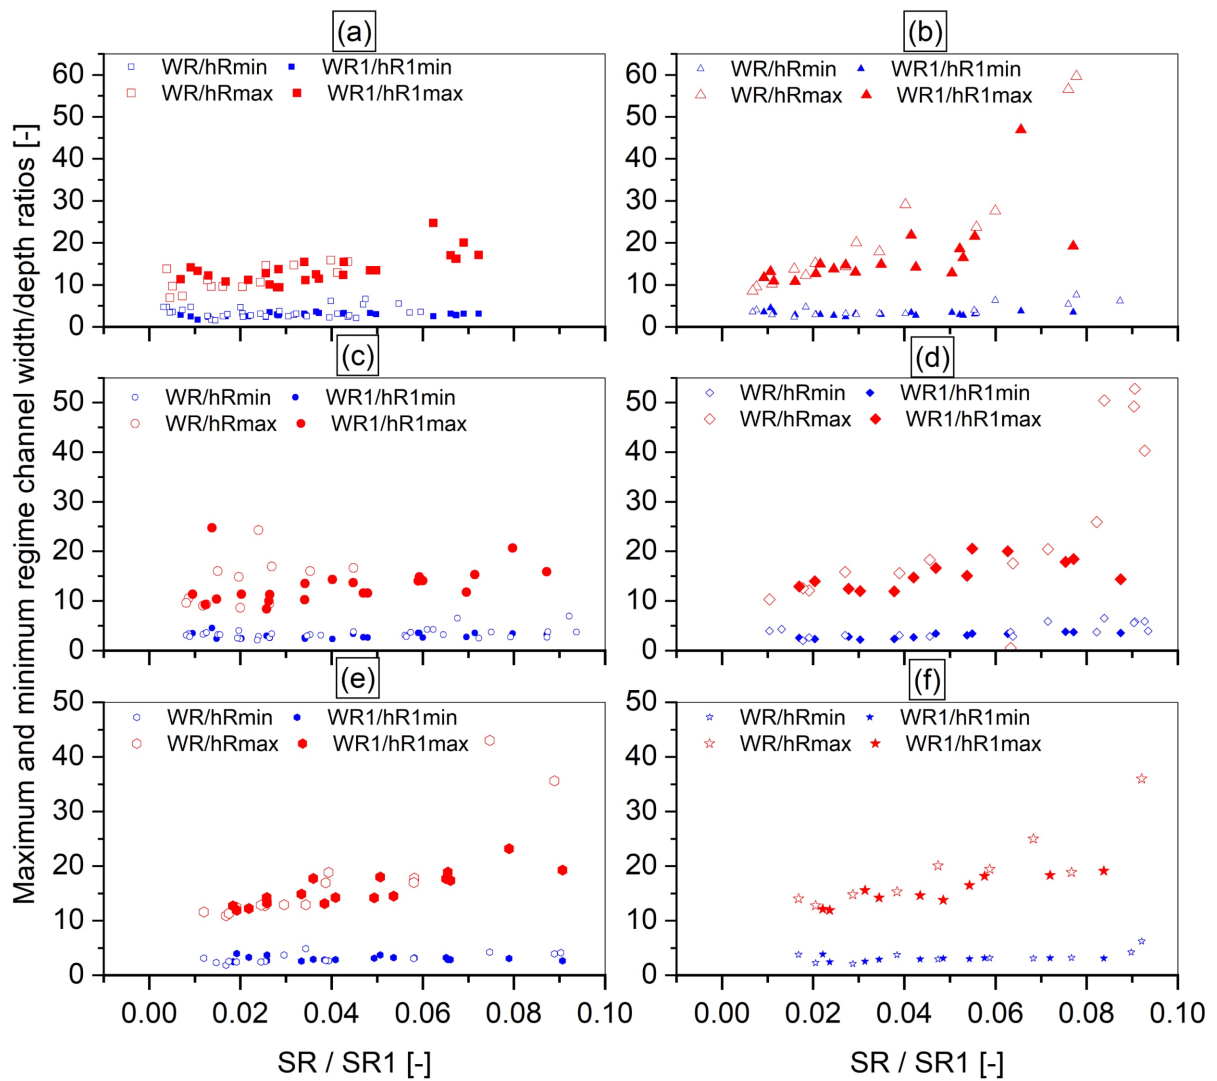 Maximum and minimum regime channel width/depth ratios [-]
(a)
WR/hRmin WR1/hR1min
WR/hRmax WR1/hR1max
60
50
40
30
20
10
0
(b)
WR/hRmin WR1/hR1min
WR/hRmax WR1/hR1max
60
50
40
30
20
10
0
(c)
WR/hRmin WR1/hR1min
WR/hRmax WR1/hR1max
50
40
30
20
10
0
(d)
WR/hRmin WR1/hR1min
WR/hRmax WR1/hR1max
50
40
30
20
10
0
(e)
WR/hRmin WR1/hR1min
WR/hRmax WR1/hR1max
50
40
30
20
10
0
0.00 0.02 0.04 0.06 0.08 0.10
SR / SR1 [-]
(f)
WR/hRmin WR1/hR1min
WR/hRmax WR1/hR1max
50
40
30
20
10
0
0.00 0.02 0.04 0.06 0.08 0.10
SR / SR1 [-]